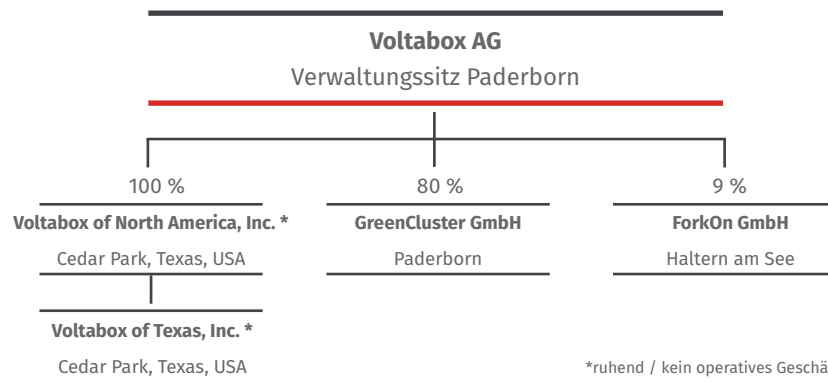 Voltabox AG
Verwaltungssitz Paderborn
100 %
80 %
9 %
Voltabox of North America, Inc. *
GreenCluster GmbH
ForkOn GmbH
Cedar Park, Texas, USA
Paderborn
Haltern am See
Voltabox of Texas, Inc. *
Cedar Park, Texas, USA
*ruhend / kein operatives Geschä